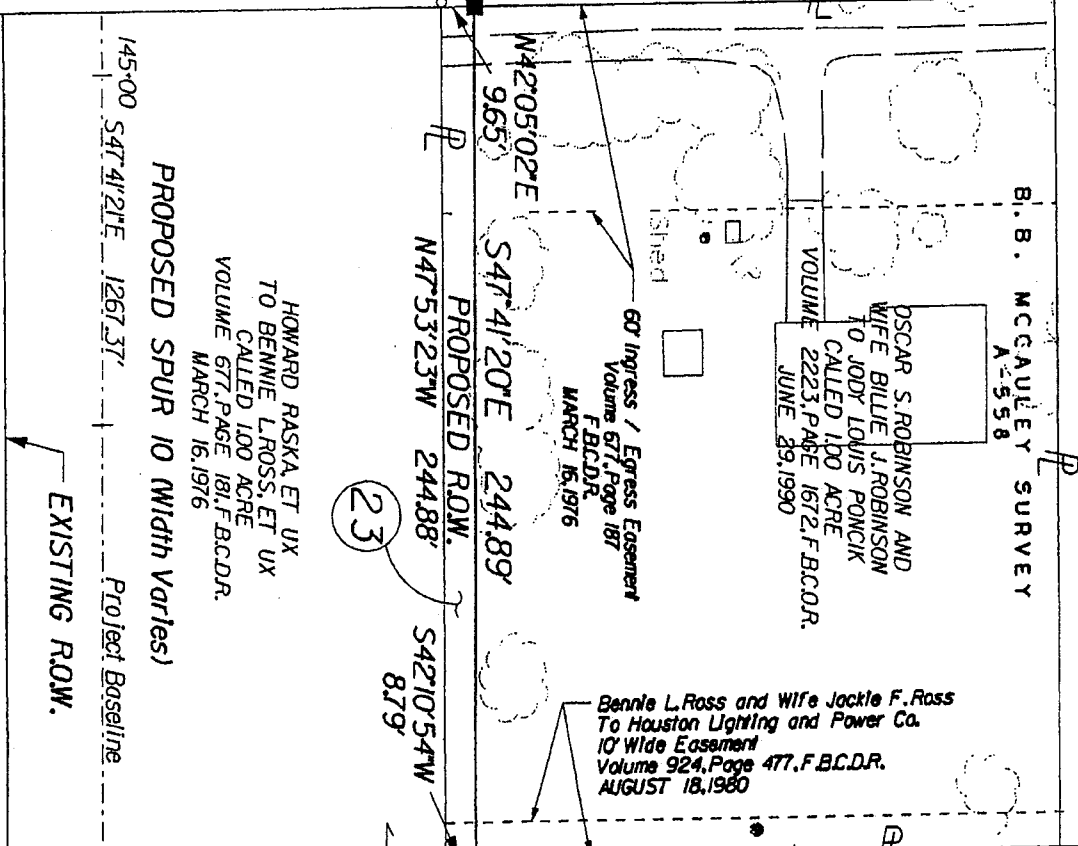 B.B. MCGAULEY SURVEY
A-558
OSCAR S.ROBINSON AND
WIFE BILLIE J.ROBINSON
TO JODY LOUIS PONCIK
CALLED 1.00 ACRE
VOLUME 2223,PAGE 1672,F.B.C.O.R.
JUNE 29,1990
Shed
60' Ingress / Egress Easement
Volume 677,Page 187
F.B.C.D.R.
MARCH 16,1976
N42°05'02"E
9.65'
S47°41'20"E 244.89'
PROPOSED R.O.W.
N47°53'23"W 244.88'
23
S42°10'54"W
8.79'
Bennie L.Ross and Wife Jackie F.Ross
To Houston Lighting and Power Co.
10' Wide Easement
Volume 924,Page 477,F.B.C.D.R.
AUGUST 18,1980
HOWARD RASKA, ET UX
TO BENNIE L.ROSS, ET UX
CALLED 1.00 ACRE
VOLUME 677,PAGE 181,F.B.C.D.R.
MARCH 16,1976
PROPOSED SPUR 10 (Width Varies)
145+00 S47°41'21"E 1267.37'
Project Baseline
EXISTING R.O.W.
PL
PL
PL
PL